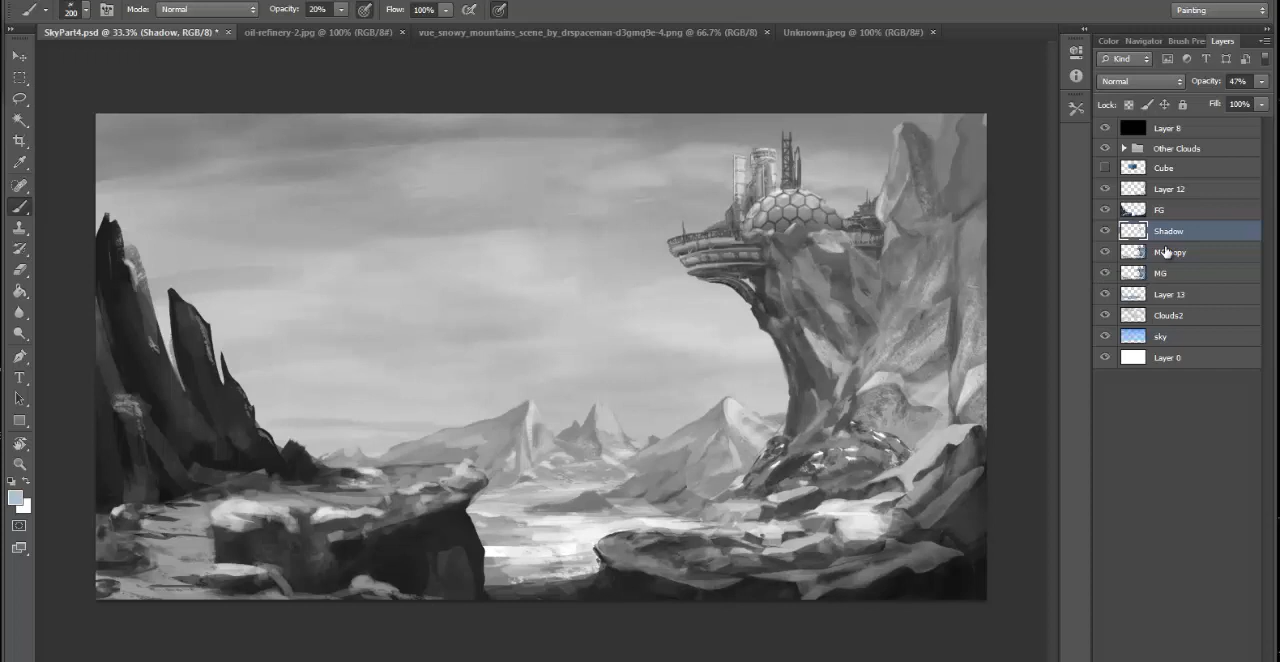 200
Mode: Normal Opacity: 20% Flow: 100% Painting
SkyPart4.psd @ 33.3% (Shadow, RGB/8) * × oil-refinery-2.jpg @ 100% (RGB/8#) × vue_snowy_mountains_scene_by_drspaceman-d3gmq9e-4.png @ 66.7% (RGB/8) × Unknown.jpeg @ 100% (RGB/8#) ×
Color Navigator Brush Pre Layers
Kind
Normal Opacity: 47%
Lock: Fill: 100%
Layer 8
Other Clouds
Cube
Layer 12
FG
Shadow
MG
Layer 13
Clouds2
sky
Layer 0